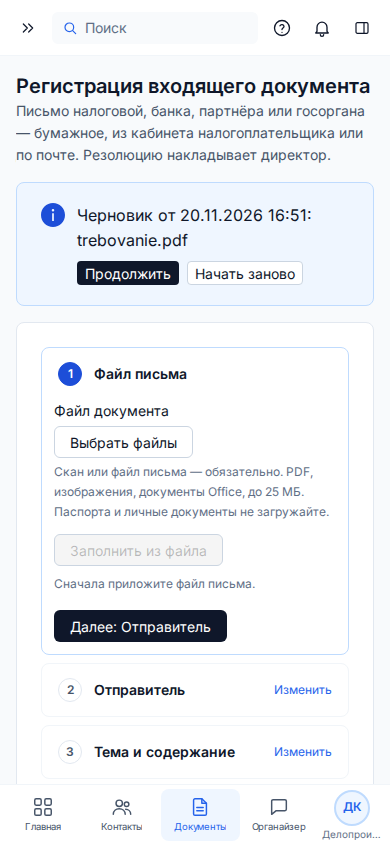 Поиск
Регистрация входящего документа
Письмо налоговой, банка, партнёра или госоргана
— бумажное, из кабинета налогоплательщика или
по почте. Резолюцию накладывает директор.
Черновик от 20.11.2026 16:51:
trebovanie.pdf
Продолжить
Начать заново
1
Файл письма
Файл документа
Выбрать файлы
Скан или файл письма — обязательно. PDF,
изображения, документы Office, до 25 МБ.
Паспорта и личные документы не загружайте.
Заполнить из файла
Сначала приложите файл письма.
Далее: Отправитель
2
Отправитель
Изменить
3
Тема и содержание
Изменить
Главная
Контакты
Документы
Органайзер
ДК
Делопрои...